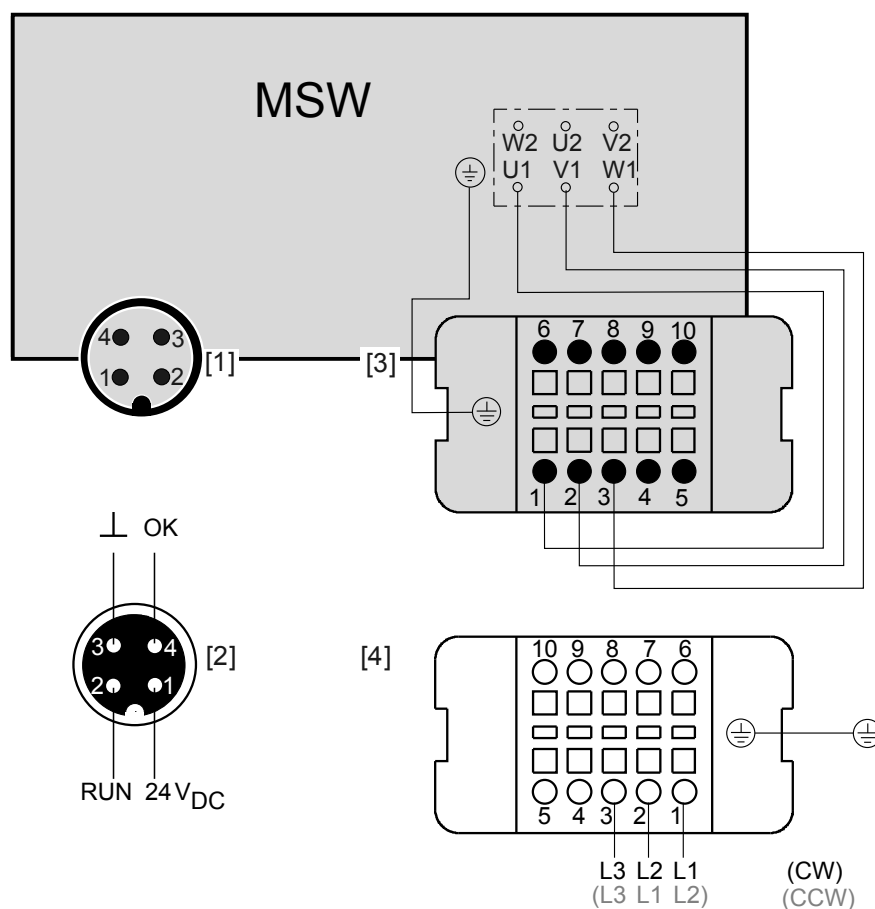 MSW
W2 U2 V2
U1 V1 W1
6 7 8 9 10
4 3
[1]
[3]
1 2
1 2 3 4 5
⊥ OK
3 4
[2]
[4]
10 9 8 7 6
2 1
RUN 24 VDC
5 4 3 2 1
L3 L2 L1 (CW)
(L3 L1 L2) (CCW)